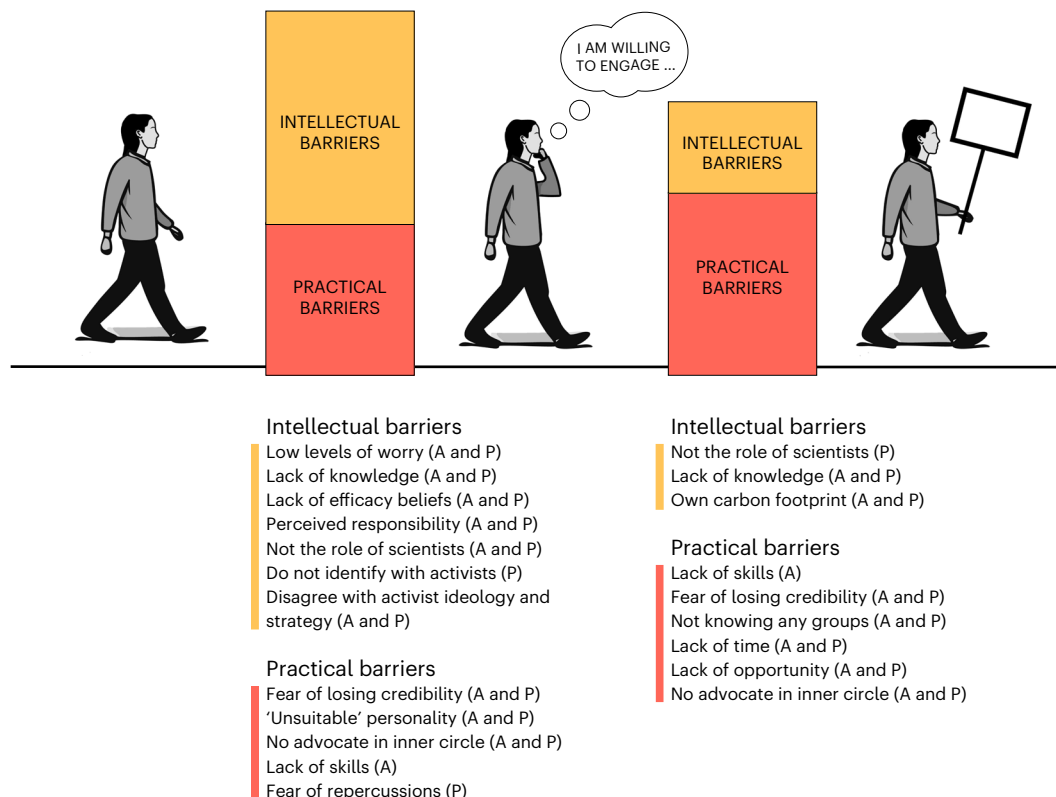 I AM WILLING
TO ENGAGE ...
INTELLECTUAL
BARRIERS
PRACTICAL
BARRIERS
INTELLECTUAL
BARRIERS
PRACTICAL
BARRIERS
Intellectual barriers
Low levels of worry (A and P)
Lack of knowledge (A and P)
Lack of efficacy beliefs (A and P)
Perceived responsibility (A and P)
Not the role of scientists (A and P)
Do not identify with activists (P)
Disagree with activist ideology and
strategy (A and P)
Practical barriers
Fear of losing credibility (A and P)
‘Unsuitable’ personality (A and P)
No advocate in inner circle (A and P)
Lack of skills (A)
Fear of repercussions (P)
Intellectual barriers
Not the role of scientists (P)
Lack of knowledge (A and P)
Own carbon footprint (A and P)
Practical barriers
Lack of skills (A)
Fear of losing credibility (A and P)
Not knowing any groups (A and P)
Lack of time (A and P)
Lack of opportunity (A and P)
No advocate in inner circle (A and P)